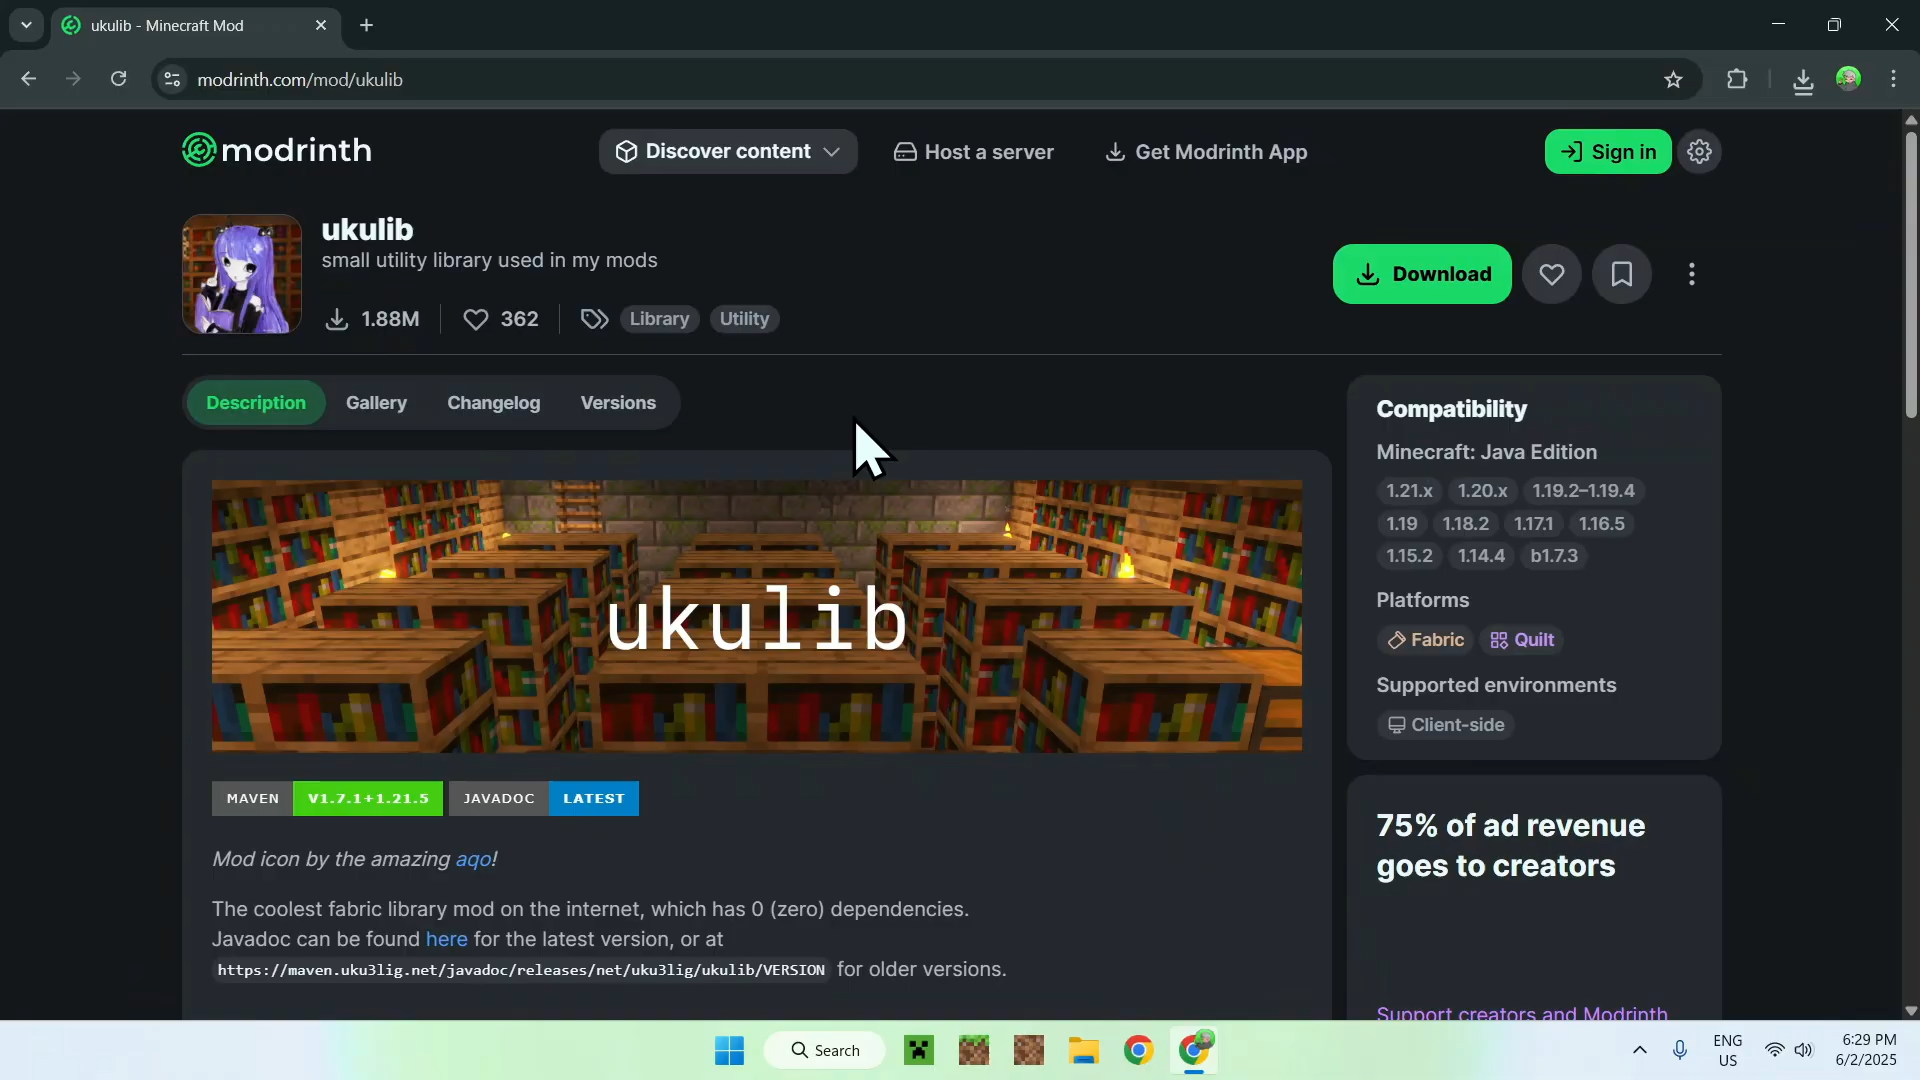 ukulib - Minecraft Mod
modrinth.com/mod/ukulib
modrinth
Discover content
Host a server
Get Modrinth App
Sign in
ukulib
small utility library used in my mods
1.88M
362
Library
Utility
Download
Description
Gallery
Changelog
Versions
ukulib
MAVEN V1.7.1+1.21.5 JAVADOC LATEST
Mod icon by the amazing aqo!
The coolest fabric library mod on the internet, which has 0 (zero) dependencies.
Javadoc can be found here for the latest version, or at
https://maven.uku3lig.net/javadoc/releases/net/uku3lig/ukulib/VERSION for older versions.
Compatibility
Minecraft: Java Edition
1.21.x 1.20.x 1.19.2–1.19.4
1.19 1.18.2 1.17.1 1.16.5
1.15.2 1.14.4 b1.7.3
Platforms
Fabric Quilt
Supported environments
Client-side
75% of ad revenue
goes to creators
Support creators and Modrinth
Search
ENG
US
6:29 PM
6/2/2025